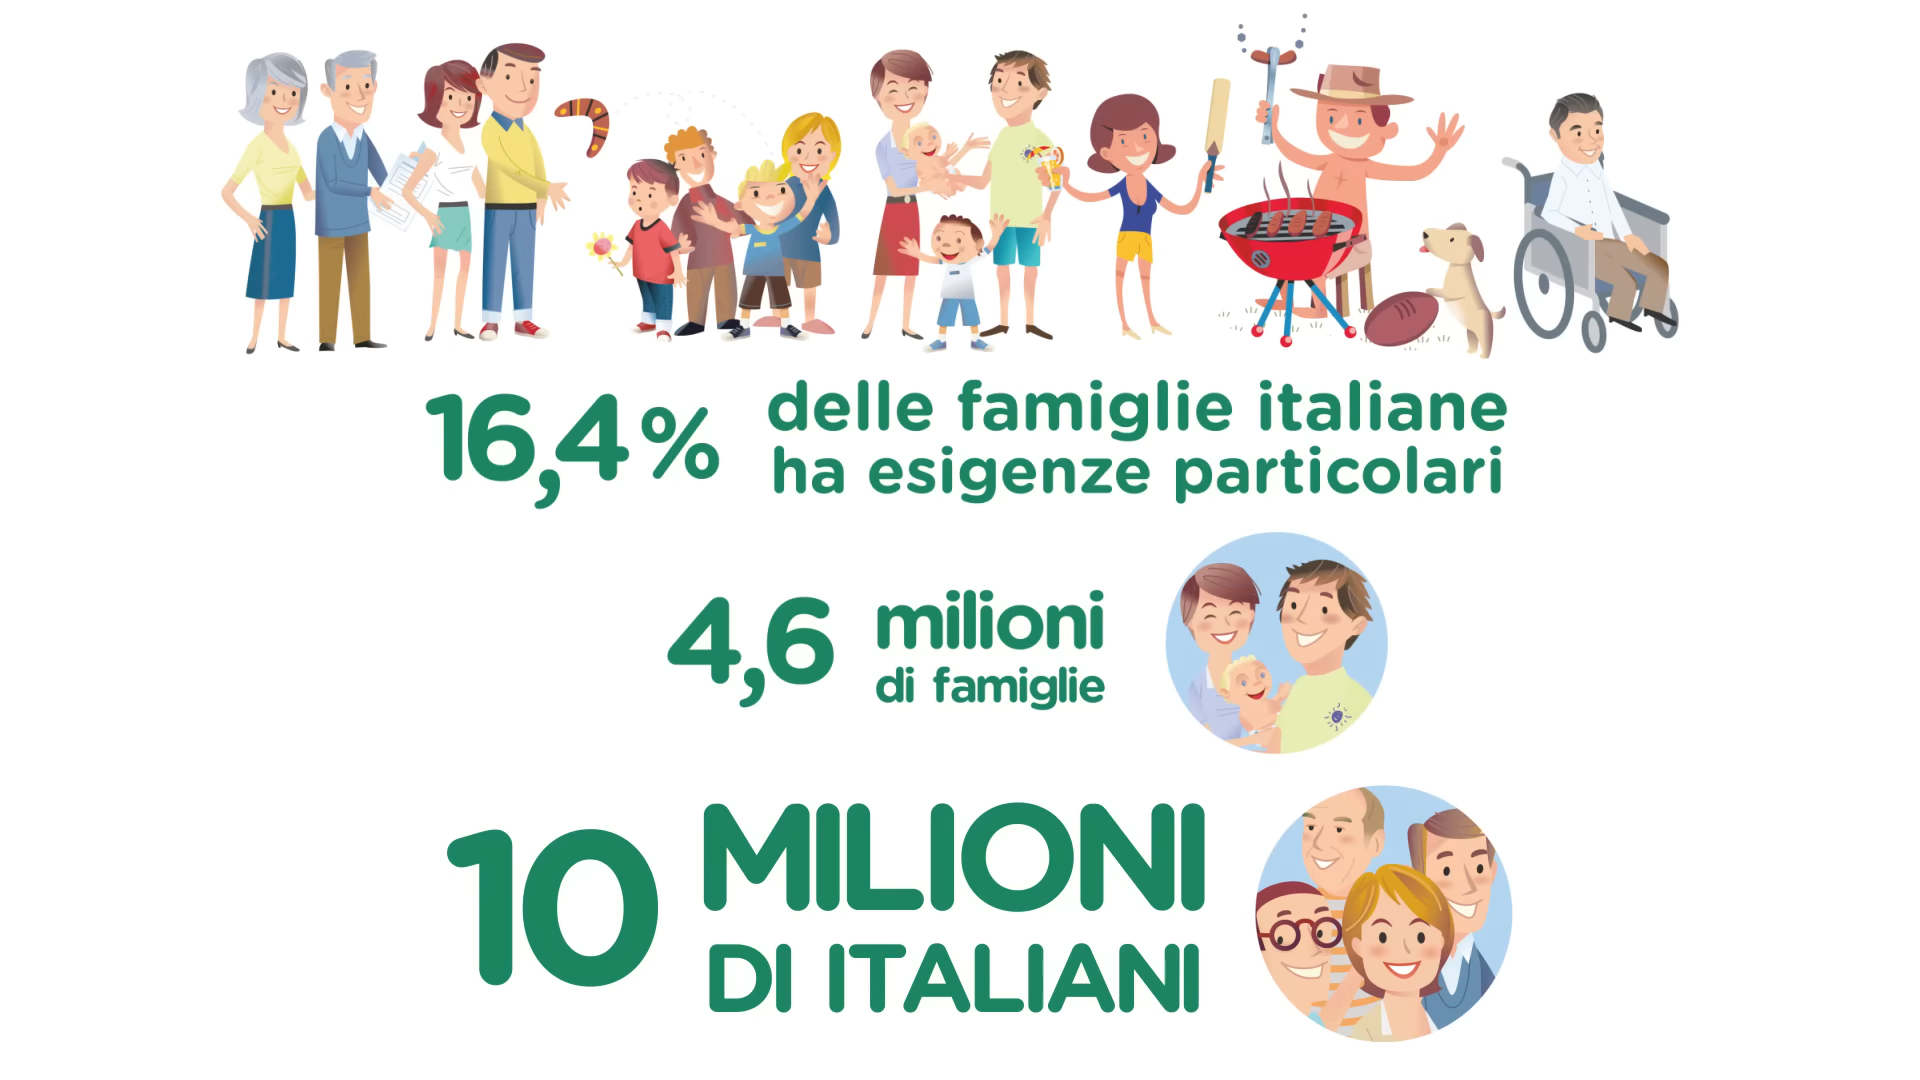 16,4% delle famiglie italiane
ha esigenze particolari
4,6 milioni
di famiglie
10 MILIONI
DI ITALIANI